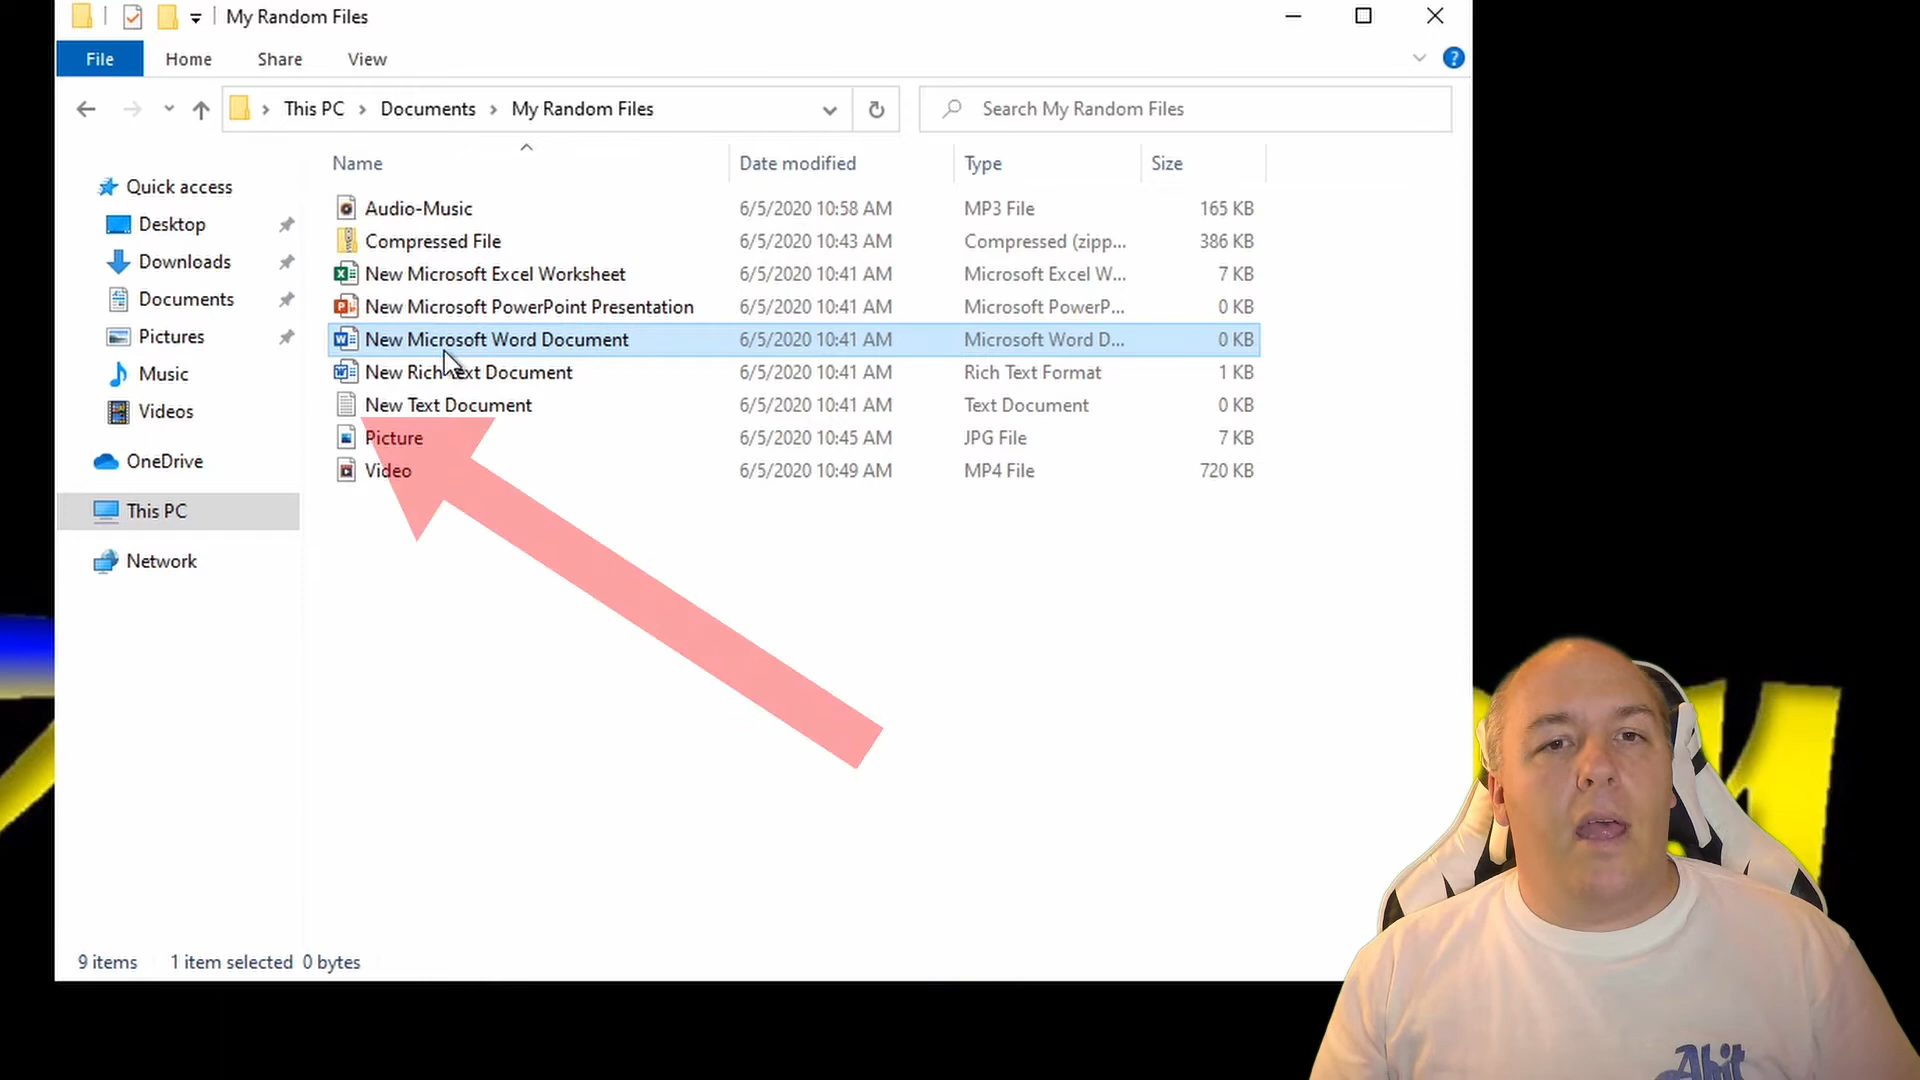 My Random Files
File Home Share View
This PC Documents My Random Files
Search My Random Files
Name Date modified Type Size
Quick access
Desktop
Downloads
Documents
Pictures
Music
Videos
OneDrive
This PC
Network
Audio-Music 6/5/2020 10:58 AM MP3 File 165 KB
Compressed File 6/5/2020 10:43 AM Compressed (zipp... 386 KB
New Microsoft Excel Worksheet 6/5/2020 10:41 AM Microsoft Excel W... 7 KB
New Microsoft PowerPoint Presentation 6/5/2020 10:41 AM Microsoft PowerP... 0 KB
New Microsoft Word Document 6/5/2020 10:41 AM Microsoft Word D... 0 KB
New Rich Text Document 6/5/2020 10:41 AM Rich Text Format 1 KB
New Text Document 6/5/2020 10:41 AM Text Document 0 KB
Picture 6/5/2020 10:45 AM JPG File 7 KB
Video 6/5/2020 10:49 AM MP4 File 720 KB
9 items 1 item selected 0 bytes